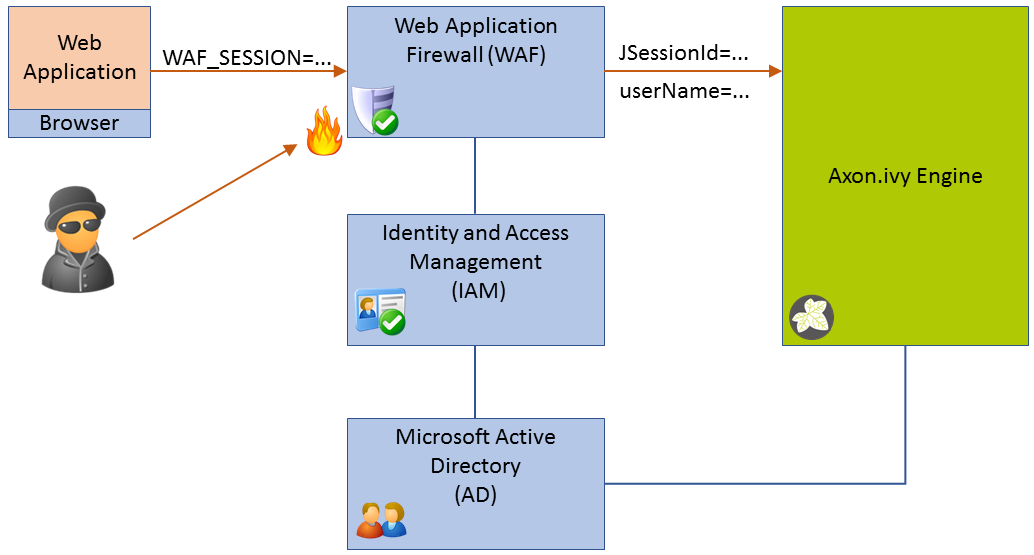 Web
Application
Browser
WAF_SESSION=...
Web Application
Firewall (WAF)
JSessionId=...
userName=...
Axon.ivy Engine
Identity and Access
Management
(IAM)
Microsoft Active
Directory
(AD)